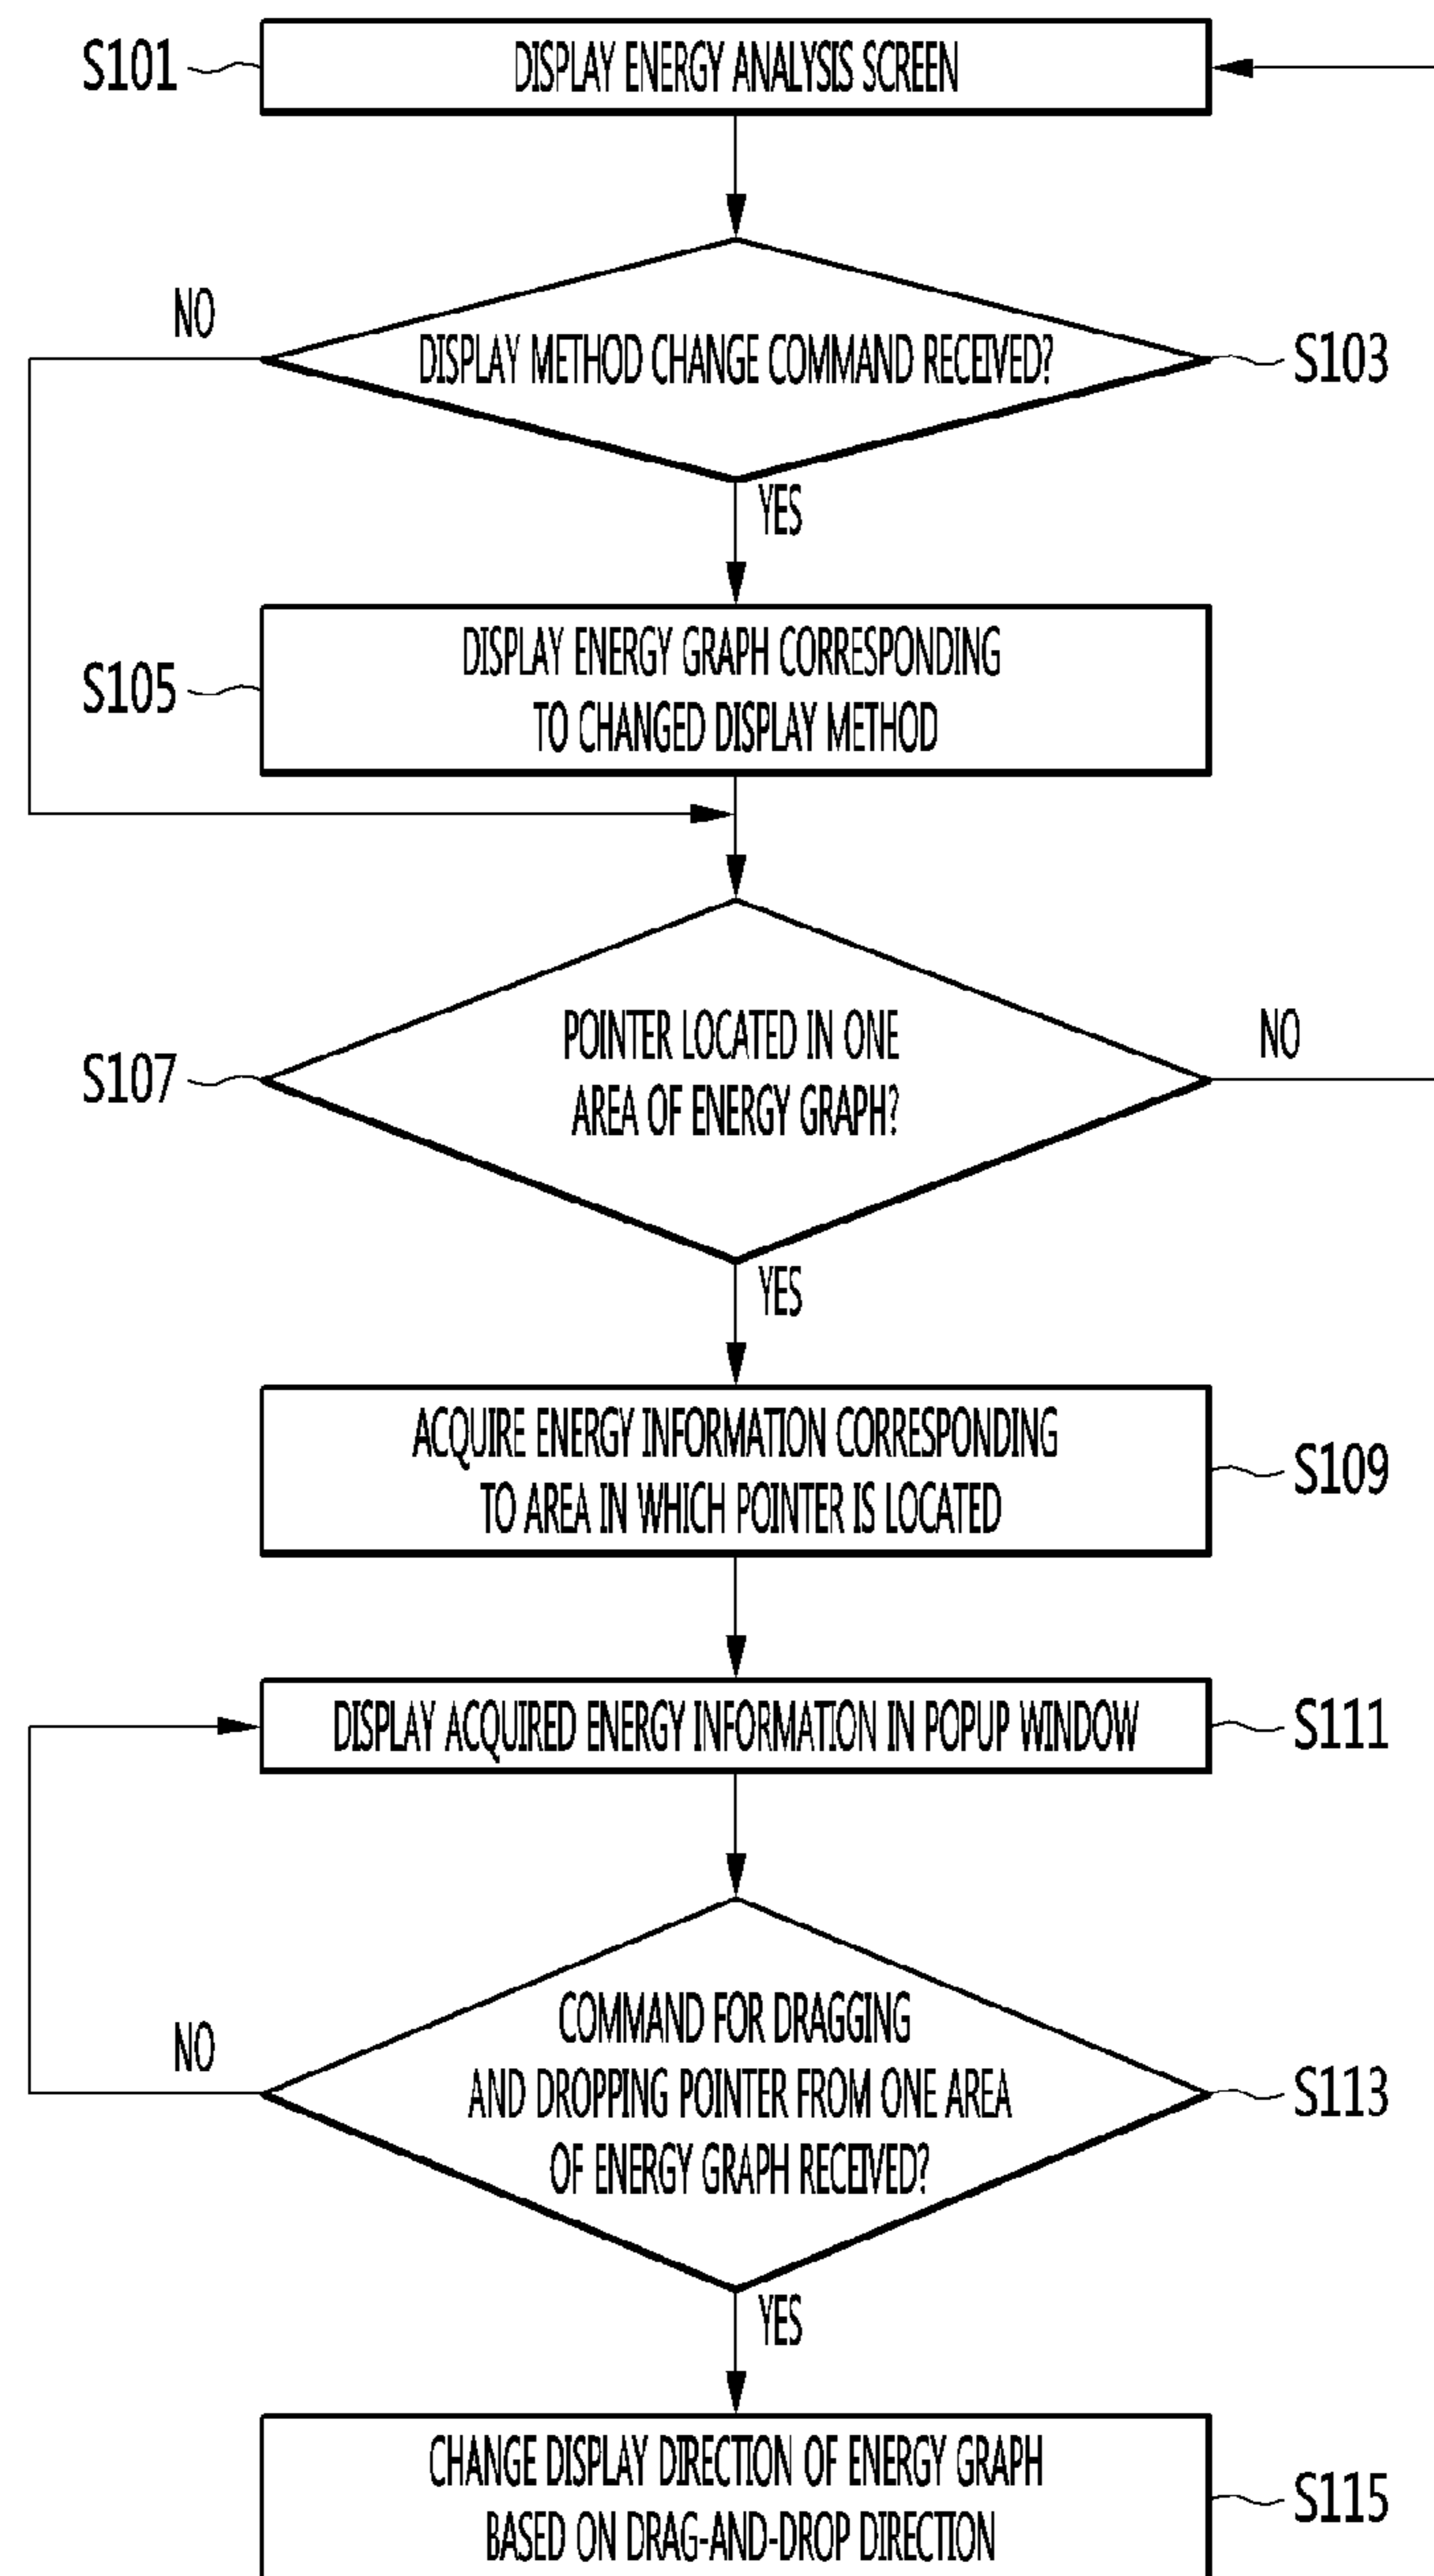 S101
DISPLAY ENERGY ANALYSIS SCREEN
NO
DISPLAY METHOD CHANGE COMMAND RECEIVED?
S103
YES
S105
DISPLAY ENERGY GRAPH CORRESPONDING
TO CHANGED DISPLAY METHOD
S107
POINTER LOCATED IN ONE
AREA OF ENERGY GRAPH?
NO
YES
ACQUIRE ENERGY INFORMATION CORRESPONDING
TO AREA IN WHICH POINTER IS LOCATED
S109
DISPLAY ACQUIRED ENERGY INFORMATION IN POPUP WINDOW
S111
NO
COMMAND FOR DRAGGING
AND DROPPING POINTER FROM ONE AREA
OF ENERGY GRAPH RECEIVED?
S113
YES
CHANGE DISPLAY DIRECTION OF ENERGY GRAPH
BASED ON DRAG-AND-DROP DIRECTION
S115